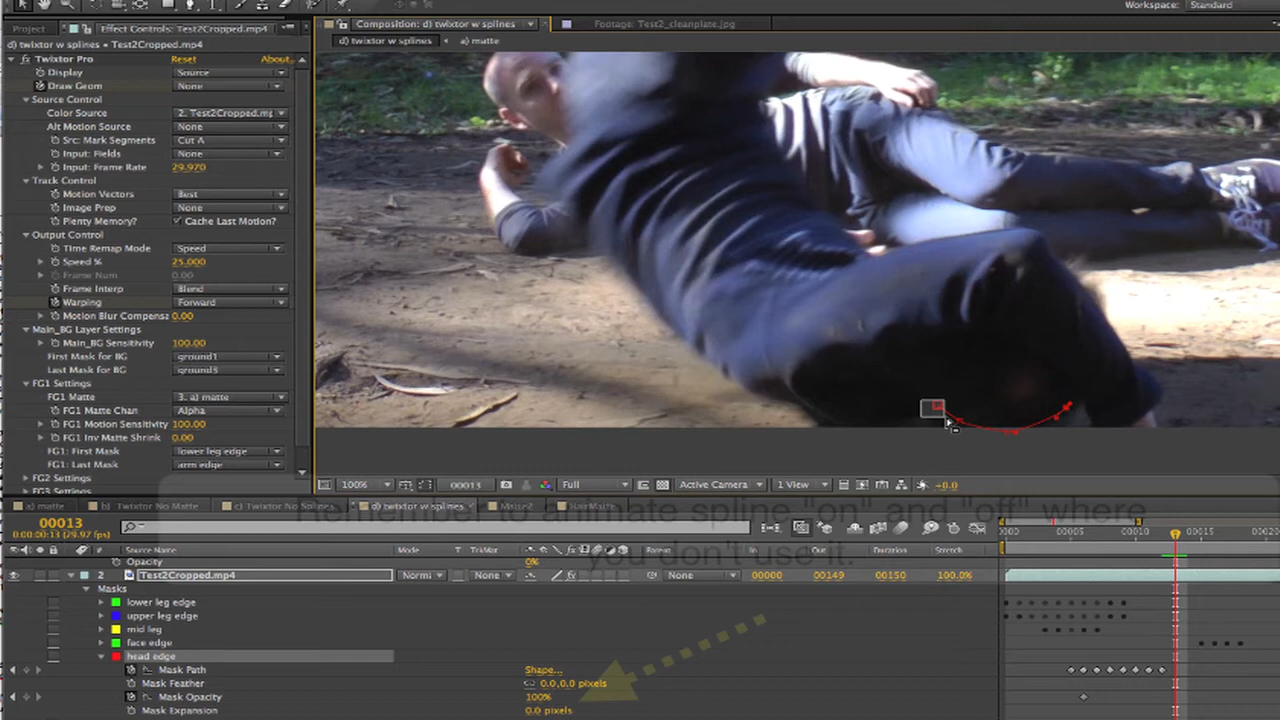 Workspace: Standard
Project Effect Controls: Test2Cropped.mp4
Composition: d) twixtor w splines
Footage: Test2_cleanplate.jpg
d) twixtor w splines • Test2Cropped.mp4
d) twixtor w splines a) matte
Twixtor Pro Reset About...
Display Source
Draw Geom None
Source Control
Color Source 2. Test2Cropped.mp
Alt Motion Source None
Src: Mark Segments Cut A
Input: Fields None
Input: Frame Rate 29.970
Track Control
Motion Vectors Best
Image Prep None
Plenty Memory? Cache Last Motion?
Output Control
Time Remap Mode Speed
Speed % 25.000
Frame Num 0.00
Frame Interp Blend
Warping Forward
Motion Blur Compensa 0.00
Main_BG Layer Settings
Main_BG Sensitivity 100.00
First Mask for BG ground1
Last Mask for BG ground3
FG1 Settings
FG1 Matte 3. a) matte
FG1 Matte Chan Alpha
FG1 Motion Sensitivity 100.00
FG1 Inv Matte Shrink 0.00
FG1: First Mask lower leg edge
FG1: Last Mask arm edge
FG2 Settings
FG3 Settings
100% 00013 Full Active Camera 1 View +0.0
Remember to animate spline "on" and "off" where
you don't use it.
a) matte b) Twixtor No Matte c) Twixtor No Splines d) twixtor w splines Matte2 HairMatte
00013
0:00:00:13 (29.97 fps)
00000 00005 00010 00015 00020
Source Name Mode T TrkMat Parent In Out Duration Stretch
Opacity 0%
2 Test2Cropped.mp4 Norma None None 00000 00149 00150 100.0%
Masks
lower leg edge
upper leg edge
mid leg
face edge
head edge
Mask Path Shape...
Mask Feather 0.0,0.0 pixels
Mask Opacity 100%
Mask Expansion 0.0 pixels